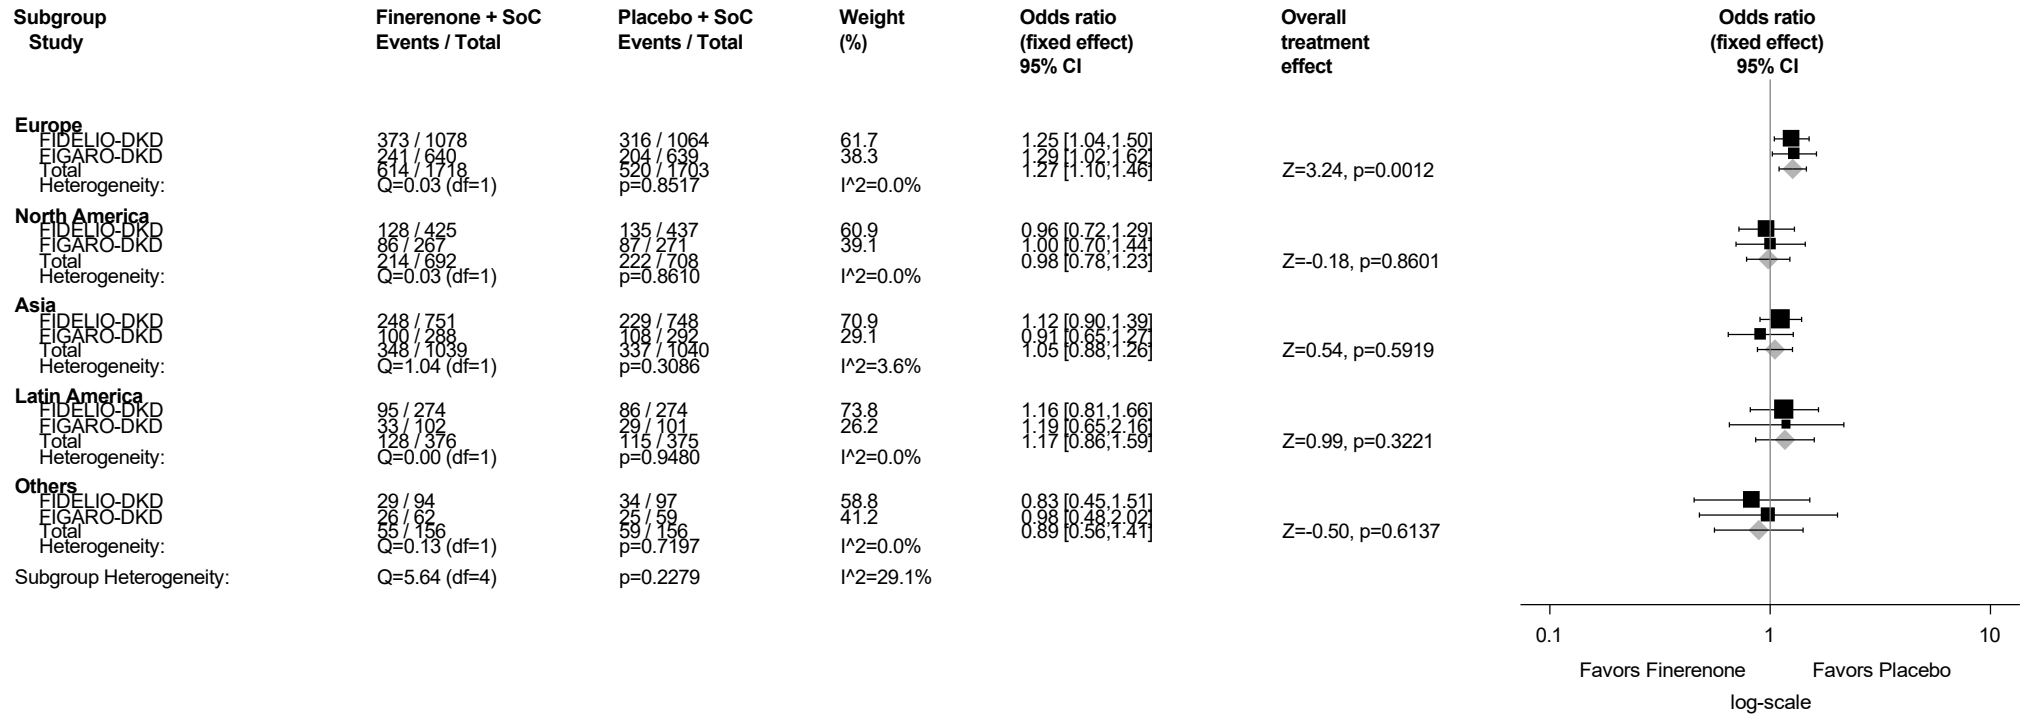 Subgroup Finerenone + SoC Placebo + SoC Weight Odds ratio Overall Odds ratio
Study Events / Total Events / Total (%) (fixed effect) treatment (fixed effect)
95% CI effect 95% CI
Europe
FIDELIO-DKD 373 / 1078 316 / 1064 61.7 1.25 [1.04,1.50]
FIGARO-DKD 241 / 640 204 / 639 38.3 1.29 [1.02,1.62]
Total 614 / 1718 520 / 1703 1.27 [1.10,1.46] Z=3.24, p=0.0012
Heterogeneity: Q=0.03 (df=1) p=0.8517 I^2=0.0%
North America
FIDELIO-DKD 128 / 425 135 / 437 60.9 0.96 [0.72,1.29]
FIGARO-DKD 86 / 267 87 / 271 39.1 1.00 [0.70,1.44]
Total 214 / 692 222 / 708 0.98 [0.78,1.23] Z=-0.18, p=0.8601
Heterogeneity: Q=0.03 (df=1) p=0.8610 I^2=0.0%
Asia
FIDELIO-DKD 248 / 751 229 / 748 70.9 1.12 [0.90,1.39]
FIGARO-DKD 100 / 288 108 / 292 29.1 0.91 [0.65,1.27]
Total 348 / 1039 337 / 1040 1.05 [0.88,1.26] Z=0.54, p=0.5919
Heterogeneity: Q=1.04 (df=1) p=0.3086 I^2=3.6%
Latin America
FIDELIO-DKD 95 / 274 86 / 274 73.8 1.16 [0.81,1.66]
FIGARO-DKD 33 / 102 29 / 101 26.2 1.19 [0.65,2.16]
Total 128 / 376 115 / 375 1.17 [0.86,1.59] Z=0.99, p=0.3221
Heterogeneity: Q=0.00 (df=1) p=0.9480 I^2=0.0%
Others
FIDELIO-DKD 29 / 94 34 / 97 58.8 0.83 [0.45,1.51]
FIGARO-DKD 26 / 62 25 / 59 41.2 0.98 [0.48,2.02]
Total 55 / 156 59 / 156 0.89 [0.56,1.41] Z=-0.50, p=0.6137
Heterogeneity: Q=0.13 (df=1) p=0.7197 I^2=0.0%
Subgroup Heterogeneity: Q=5.64 (df=4) p=0.2279 I^2=29.1%
0.1 1 10
Favors Finerenone Favors Placebo
log-scale